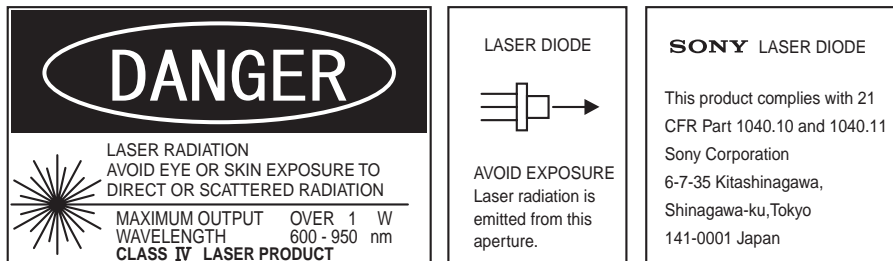 DANGER
LASER RADIATION
AVOID EYE OR SKIN EXPOSURE TO
DIRECT OR SCATTERED RADIATION
MAXIMUM OUTPUT OVER 1 W
WAVELENGTH 600 - 950 nm
CLASS Ⅳ LASER PRODUCT
LASER DIODE
AVOID EXPOSURE
Laser radiation is
emitted from this
aperture.
SONY LASER DIODE
This product complies with 21
CFR Part 1040.10 and 1040.11
Sony Corporation
6-7-35 Kitashinagawa,
Shinagawa-ku,Tokyo
141-0001 Japan